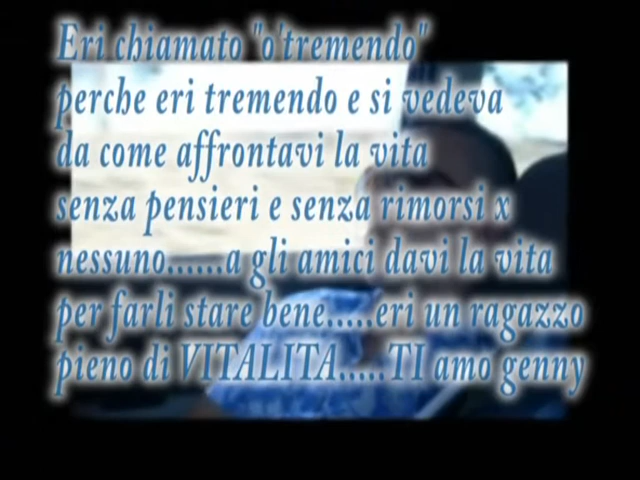 Eri chiamato "o'tremendo"
perche eri tremendo e si vedeva
da come affrontavi la vita
senza pensieri e senza rimorsi x
nessuno......a gli amici davi la vita
per farli stare bene.....eri un ragazzo
pieno di VITALITA.....TI amo genny